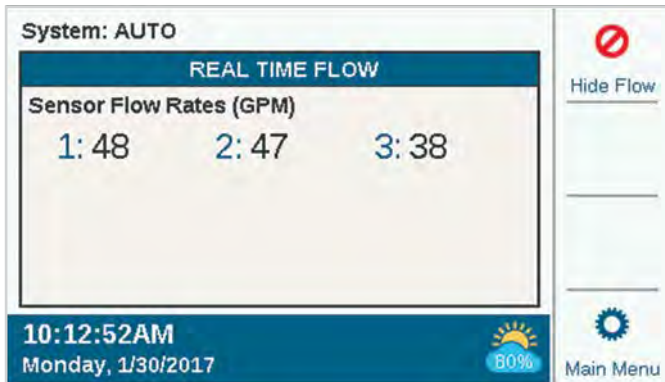 System: AUTO
REAL TIME FLOW
Sensor Flow Rates (GPM)
1: 48 2: 47 3: 38
Hide Flow
10:12:52AM
Monday, 1/30/2017
80%
Main Menu